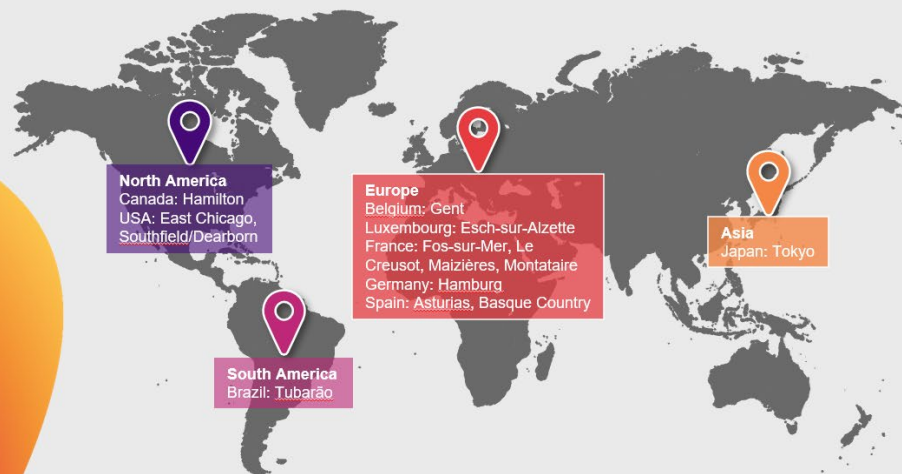 North America
Canada: Hamilton
USA: East Chicago,
Southfield/Dearborn
Europe
Belgium: Gent
Luxembourg: Esch-sur-Alzette
France: Fos-sur-Mer, Le
Creusot, Maizières, Montataire
Germany: Hamburg
Spain: Asturias, Basque Country
Asia
Japan: Tokyo
South America
Brazil: Tubarão